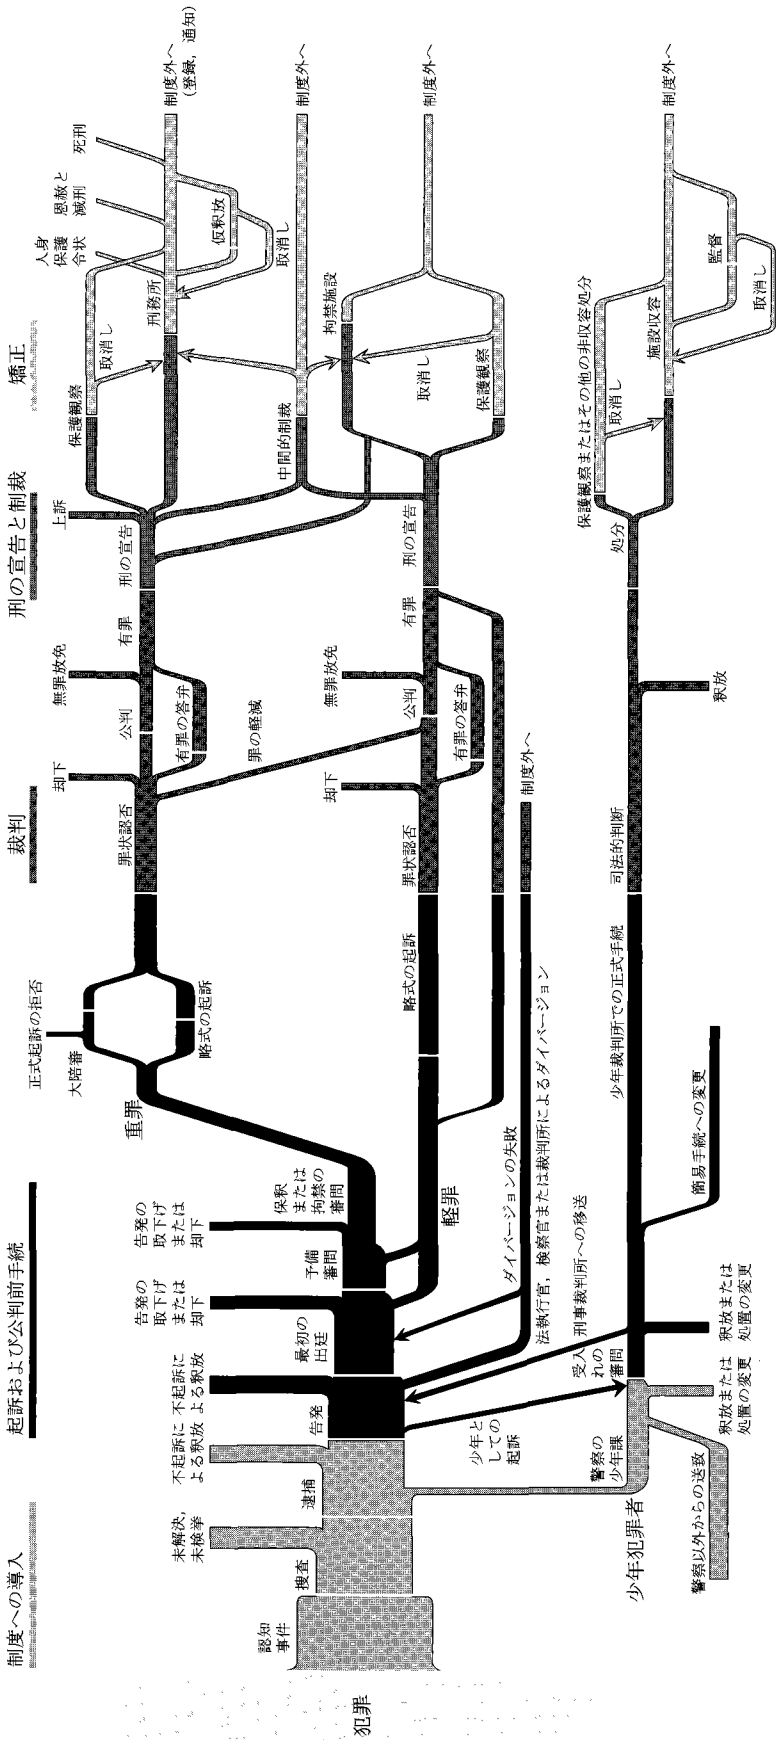 制度への導入
起訴および公判前手続
裁判
刑の宣告と制裁
矯正
犯罪
認知
事件
捜査
未解決,
未検挙
逮捕
不起訴に
よる釈放
告発
不起訴に
よる釈放
最初の
出廷
告発の
取下げ
または
却下
予備
審問
告発の
取下げ
または
却下
保釈
または
拘禁の
審問
重罪
大陪審
正式起訴の拒否
略式の起訴
罪状認否
却下
公判
無罪放免
有罪の答弁
罪の軽減
有罪
刑の宣告
上訴
保護観察
取消し
刑務所
人身
保護
令状
恩赦と
減刑
死刑
仮釈放
取消し
制度外へ
(登録,通知)
中間的制裁
制度外へ
軽罪
略式の起訴
罪状認否
却下
公判
無罪放免
有罪の答弁
有罪
刑の宣告
拘禁施設
取消し
保護観察
制度外へ
ダイバージョンの失敗
法執行官,検察官または裁判所によるダイバージョン
制度外へ
少年と
しての
起訴
刑事裁判所への移送
少年犯罪者
警察の
少年課
警察以外からの送致
釈放または
処置の変更
受入
れの
審問
釈放または
処置の変更
簡易手続への変更
少年裁判所での正式手続
司法的判断
釈放
処分
保護観察またはその他の非収容処分
取消し
施設収容
監督
取消し
制度外へ